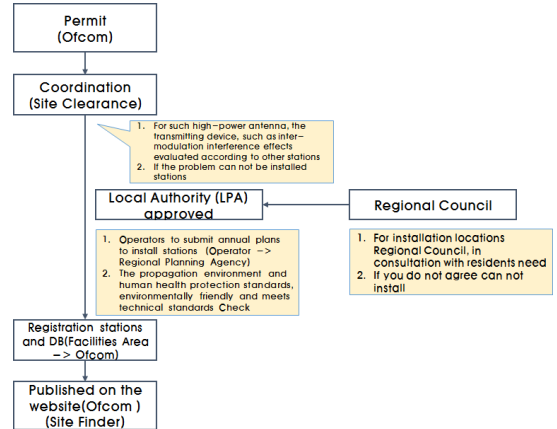 Permit
(Ofcom)
Coordination
(Site Clearance)
1. For such high-power antenna, the
transmitting device, such as inter-
modulation interference effects
evaluated according to other stations
2. If the problem can not be installed
stations
Local Authority (LPA)
approved
Regional Council
1. Operators to submit annual plans
to install stations (Operator ->
Regional Planning Agency)
2. The propagation environment and
human health protection standards,
environmentally friendly and meets
technical standards Check
1. For installation locations
Regional Council, in
consultation with residents need
2. If you do not agree can not
install
Registration stations
and DB(Facilities Area
-> Ofcom)
Published on the
website(Ofcom )
(Site Finder)